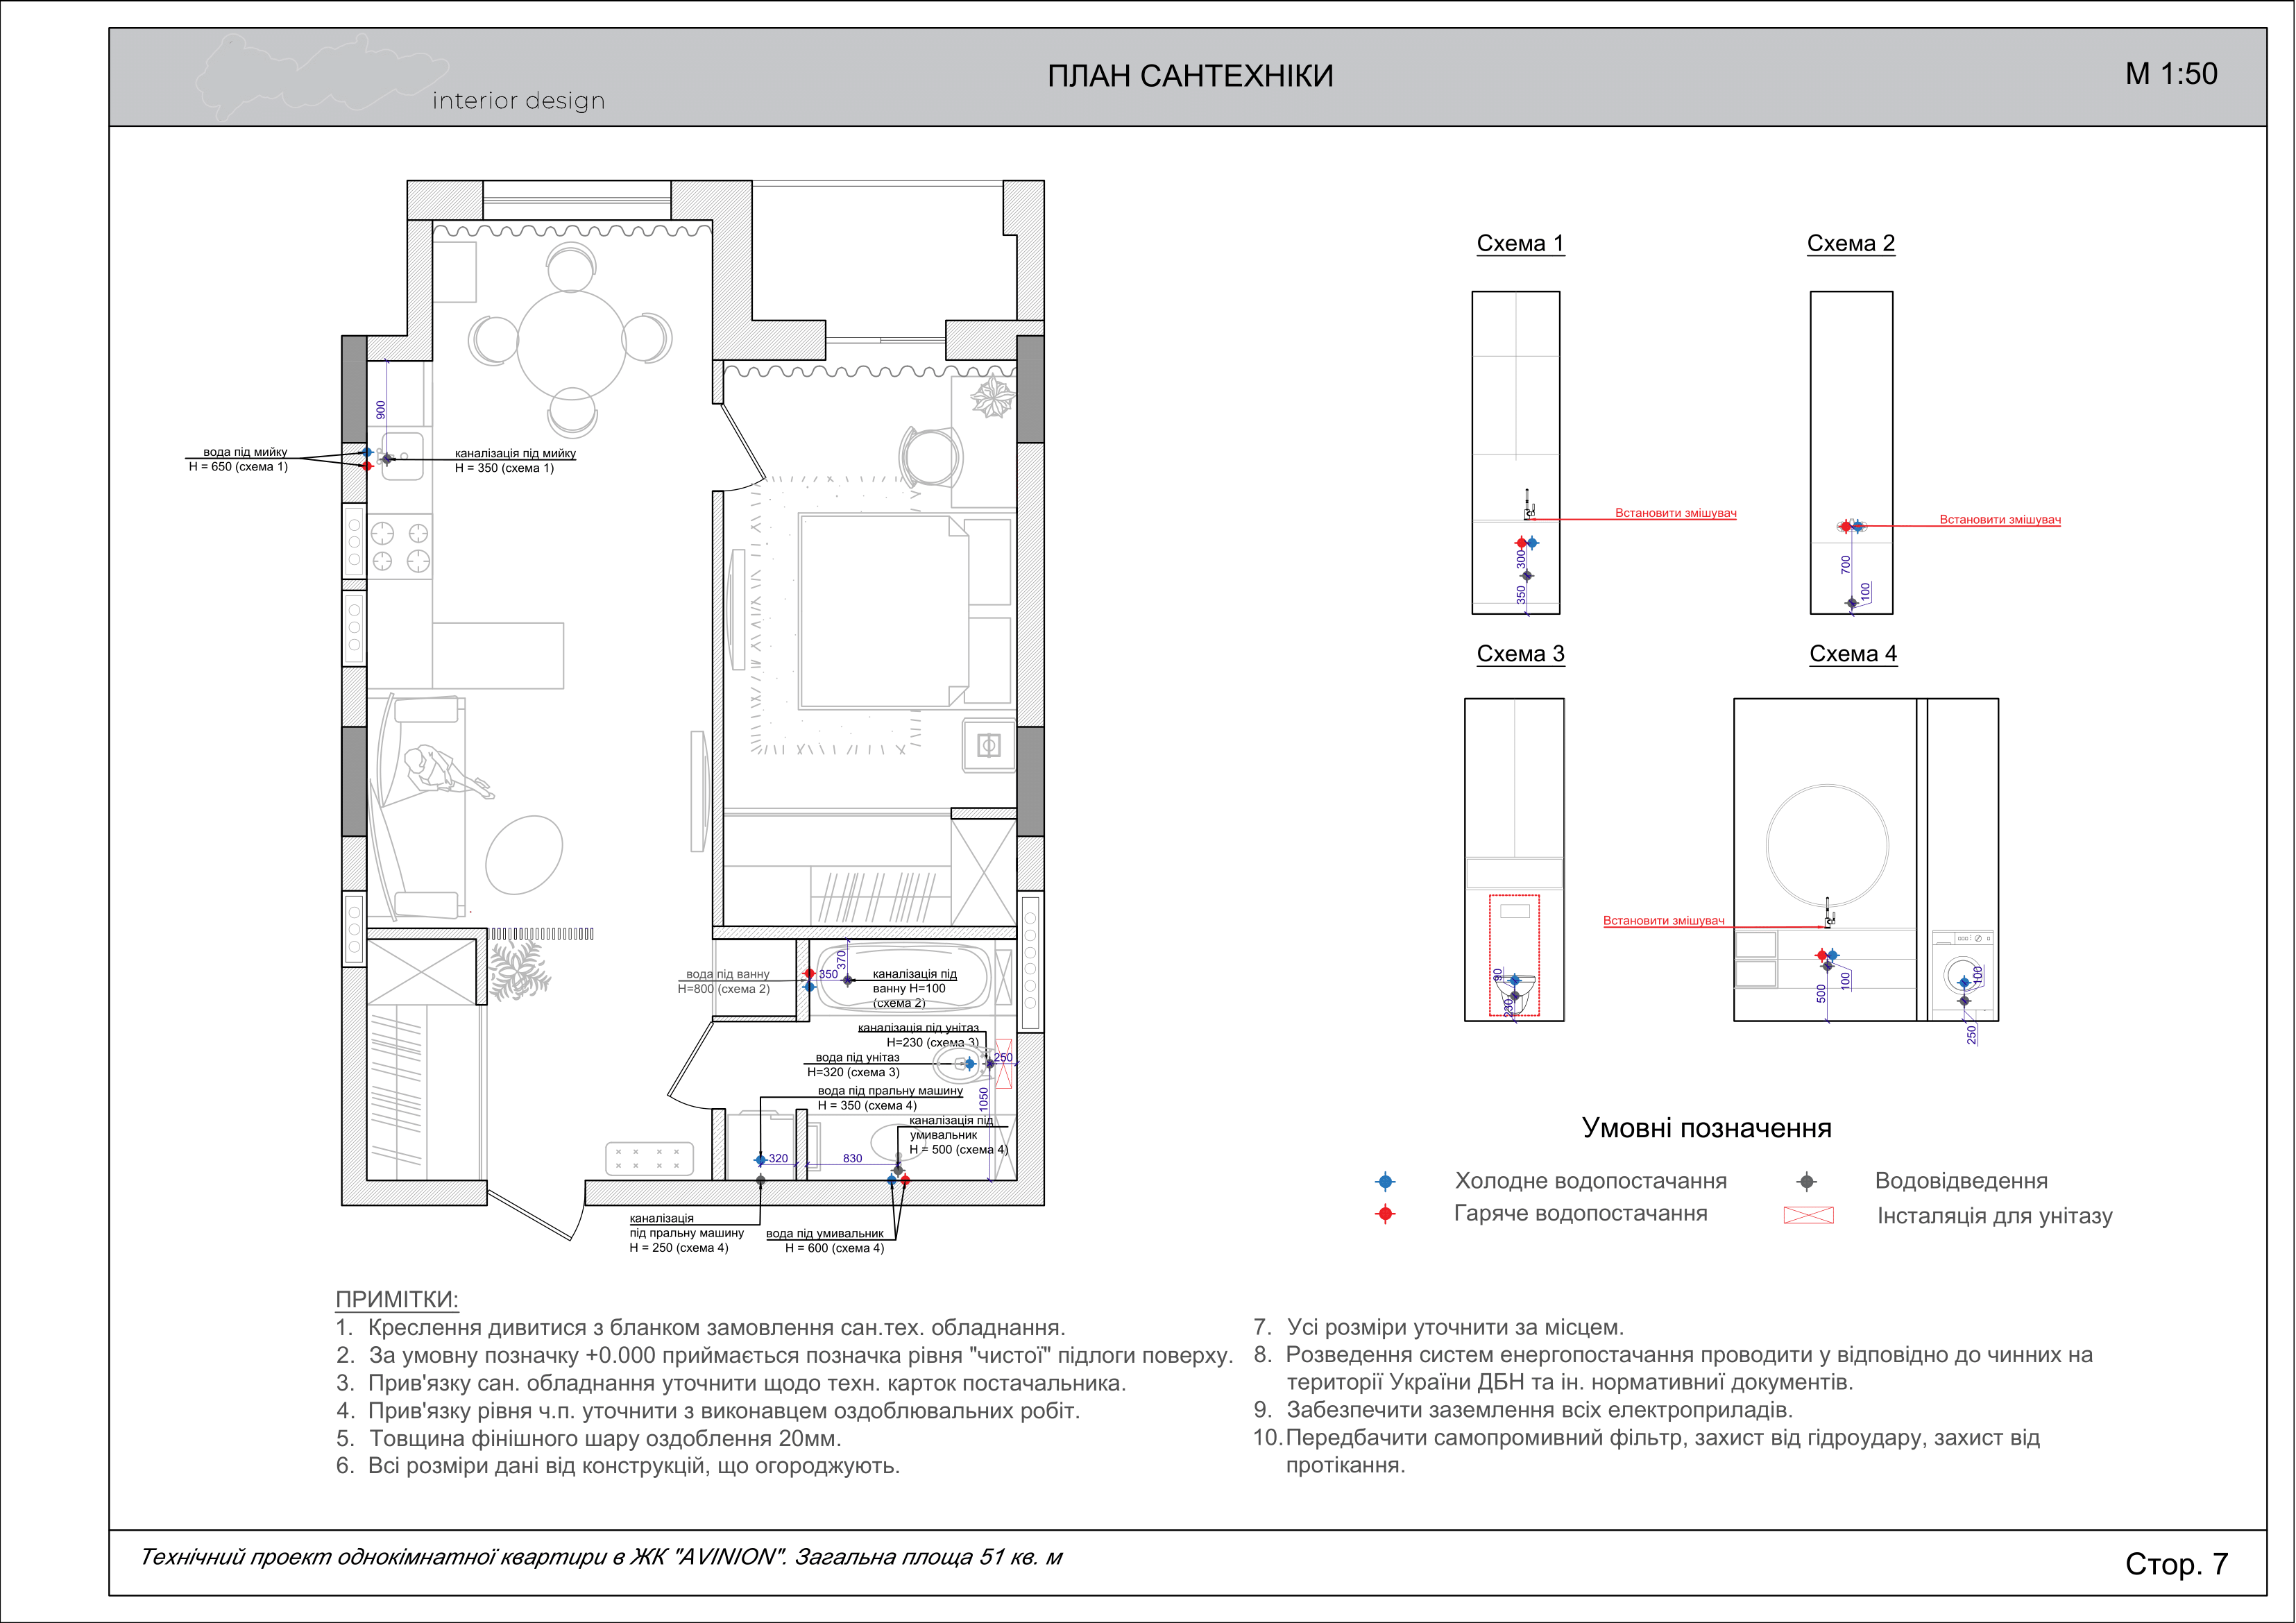 interior design
ПЛАН САНТЕХНІКИ
М 1:50
900
вода під мийку
Н = 650 (схема 1)
каналізація під мийку
Н = 350 (схема 1)
вода під ванну
Н=800 (схема 2)
350
370
каналізація під
ванну Н=100
(схема 2)
каналізація під унітаз
Н=230 (схема 3)
вода під унітаз
Н=320 (схема 3)
250
вода під пральну машину
Н = 350 (схема 4)
1050
каналізація під
умивальник
Н = 500 (схема 4)
320
830
каналізація
під пральну машину
Н = 250 (схема 4)
вода під умивальник
Н = 600 (схема 4)
Схема 1
Встановити змішувач
300
350
Схема 2
Встановити змішувач
700
100
Схема 3
90
230
Схема 4
Встановити змішувач
500
100
100
250
Умовні позначення
Холодне водопостачання
Гаряче водопостачання
Водовідведення
Інсталяція для унітазу
ПРИМІТКИ:
1. Креслення дивитися з бланком замовлення сан.тех. обладнання.
2. За умовну позначку +0.000 приймається позначка рівня "чистої" підлоги поверху.
3. Прив'язку сан. обладнання уточнити щодо техн. карток постачальника.
4. Прив'язку рівня ч.п. уточнити з виконавцем оздоблювальних робіт.
5. Товщина фінішного шару оздоблення 20мм.
6. Всі розміри дані від конструкцій, що огороджують.
7. Усі розміри уточнити за місцем.
8. Розведення систем енергопостачання проводити у відповідно до чинних на
території України ДБН та ін. нормативниї документів.
9. Забезпечити заземлення всіх електроприладів.
10. Передбачити самопромивний фільтр, захист від гідроудару, захист від
протікання.
Технічний проект однокімнатної квартири в ЖК "AVINION". Загальна площа 51 кв. м
Стор. 7